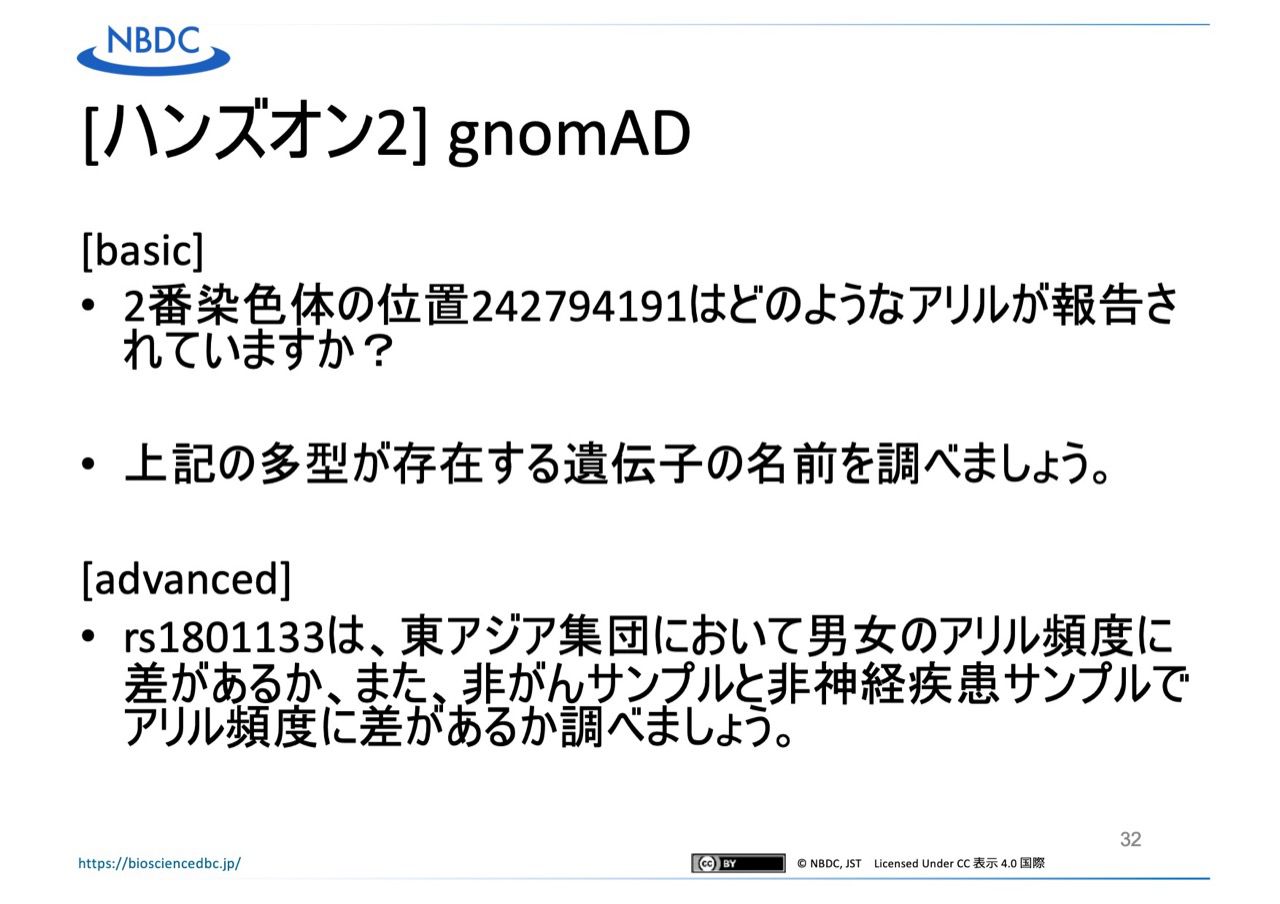 NBDC
[ハンズオン2] gnomAD
[basic]
• 2番染色体の位置242794191はどのようなアリルが報告さ
れていますか？
• 上記の多型が存在する遺伝子の名前を調べましょう。
[advanced]
• rs1801133は、東アジア集団において男女のアリル頻度に
差があるか、また、非がんサンプルと非神経疾患サンプルで
アリル頻度に差があるか調べましょう。
32
https://biosciencedbc.jp/
cc BY © NBDC, JST Licensed Under CC 表示 4.0 国際